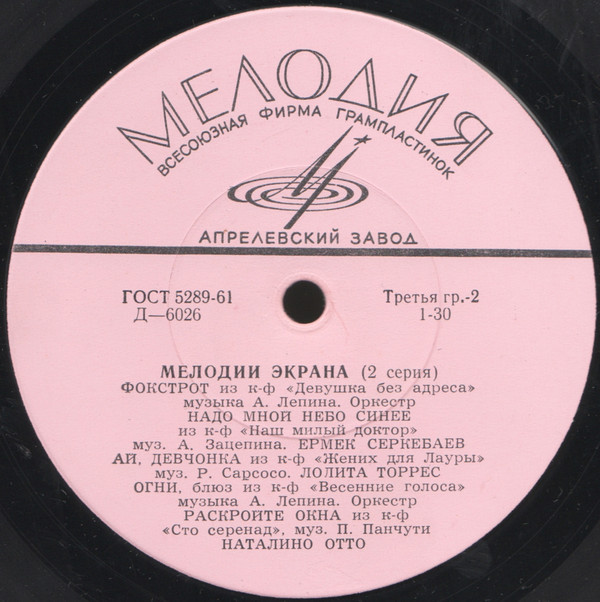 МЕЛОДИЯ
ВСЕСОЮЗНАЯ ФИРМА ГРАМПЛАСТИНОК
АПРЕЛЕВСКИЙ ЗАВОД
ГОСТ 5289-61 Третья гр.-2
Д—6026 1-30
МЕЛОДИИ ЭКРАНА (2 серия)
ФОКСТРОТ из к-ф «Девушка без адреса»
музыка А. Лепина. Оркестр
НАДО МНОЙ НЕБО СИНЕЕ
из к-ф «Наш милый доктор»
муз. А. Зацепина. ЕРМЕК СЕРКЕБАЕВ
АЙ, ДЕВЧОНКА из к-ф «Жених для Лауры»
муз. Р. Сарсосо. ЛОЛИТА ТОРРЕС
ОГНИ, блюз из к-ф «Весенние голоса»
музыка А. Лепина. Оркестр
РАСКРОЙТЕ ОКНА из к-ф
«Сто серенад», муз. П. Панчути
НАТАЛИНО ОТТО